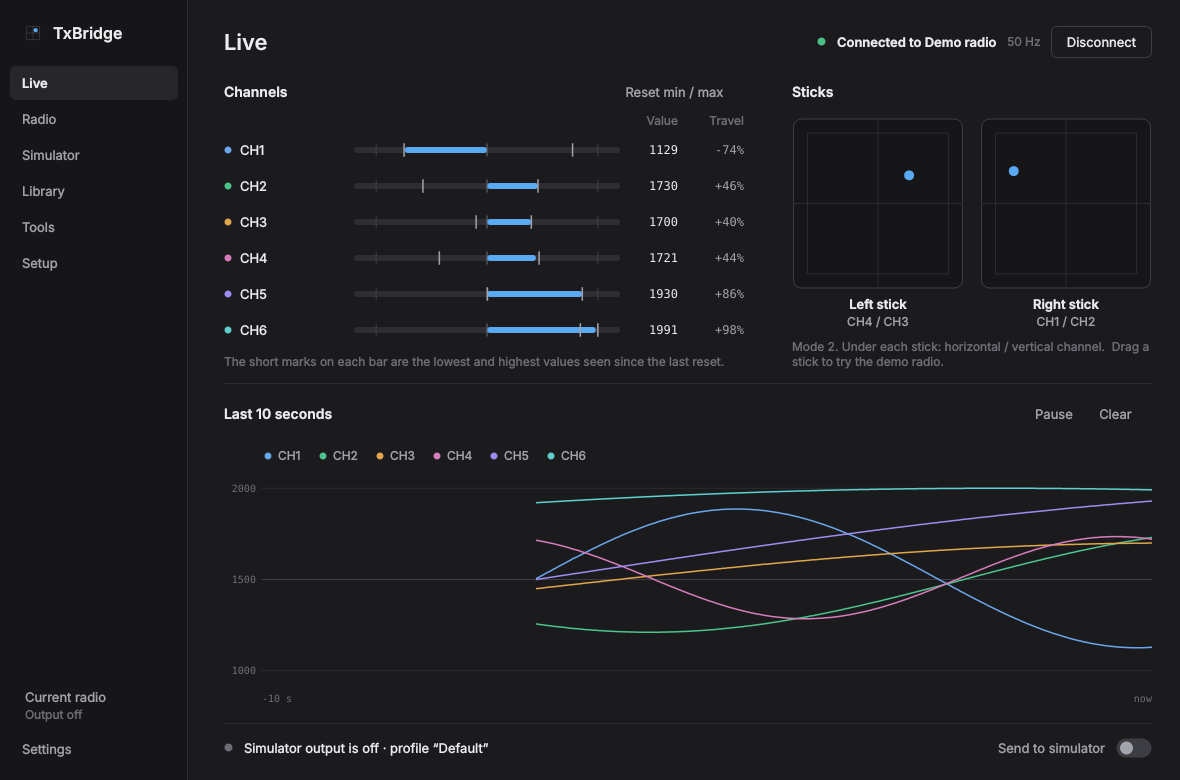 TxBridge
Live
Radio
Simulator
Library
Tools
Setup
Current radio
Output off
Settings
Live
Connected to Demo radio 50 Hz Disconnect
Channels Reset min / max
Value Travel
CH1 1129 -74%
CH2 1730 +46%
CH3 1700 +40%
CH4 1721 +44%
CH5 1930 +86%
CH6 1991 +98%
The short marks on each bar are the lowest and highest values seen since the last reset.
Sticks
Left stick
CH4 / CH3
Right stick
CH1 / CH2
Mode 2. Under each stick: horizontal / vertical channel. Drag a
stick to try the demo radio.
Last 10 seconds Pause Clear
CH1 CH2 CH3 CH4 CH5 CH6
2000
1500
1000
-10 s now
Simulator output is off · profile “Default” Send to simulator